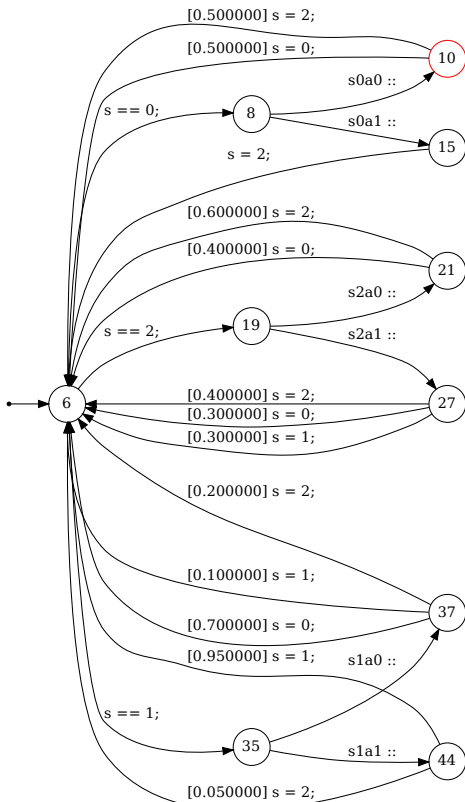 [0.500000] s = 2;
[0.500000] s = 0;
10
s0a0 ::
s == 0;
8
s0a1 ::
15
s = 2;
[0.600000] s = 2;
[0.400000] s = 0;
21
s2a0 ::
s == 2;
19
s2a1 ::
6
[0.400000] s = 2;
27
[0.300000] s = 0;
[0.300000] s = 1;
[0.200000] s = 2;
[0.100000] s = 1;
37
[0.700000] s = 0;
[0.950000] s = 1;
s1a0 ::
s == 1;
35
s1a1 ::
44
[0.050000] s = 2;